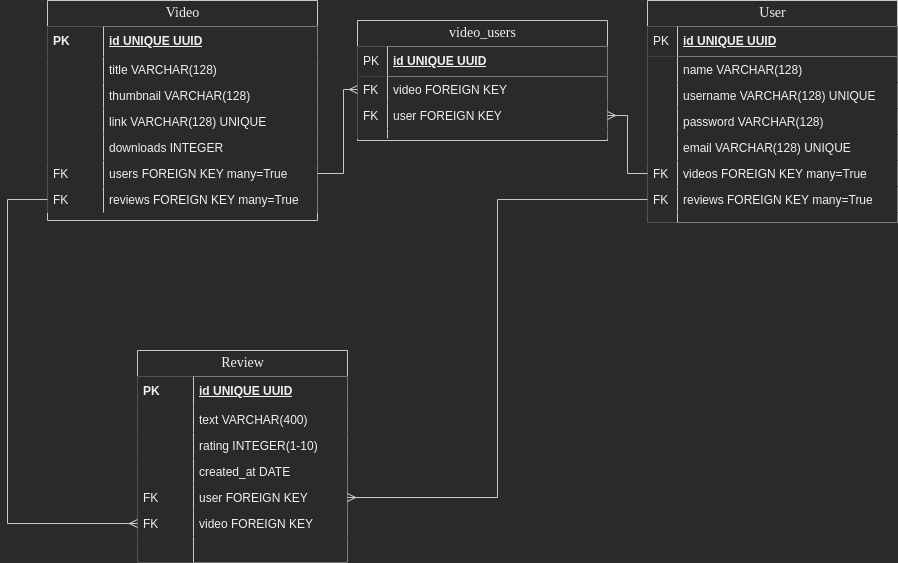 Video
PK id UNIQUE UUID
title VARCHAR(128)
thumbnail VARCHAR(128)
link VARCHAR(128) UNIQUE
downloads INTEGER
FK users FOREIGN KEY many=True
FK reviews FOREIGN KEY many=True
video_users
PK id UNIQUE UUID
FK video FOREIGN KEY
FK user FOREIGN KEY
User
PK id UNIQUE UUID
name VARCHAR(128)
username VARCHAR(128) UNIQUE
password VARCHAR(128)
email VARCHAR(128) UNIQUE
FK videos FOREIGN KEY many=True
FK reviews FOREIGN KEY many=True
Review
PK id UNIQUE UUID
text VARCHAR(400)
rating INTEGER(1-10)
created_at DATE
FK user FOREIGN KEY
FK video FOREIGN KEY